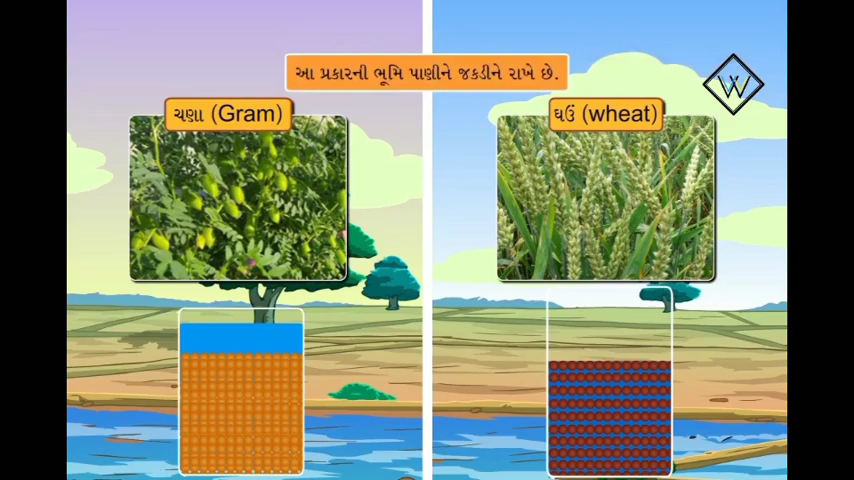 આ પ્રકારની ભૂમિ પાણીને જકડીને રાખે છે.
W
ચણા (Gram)
ઘઉં (wheat)